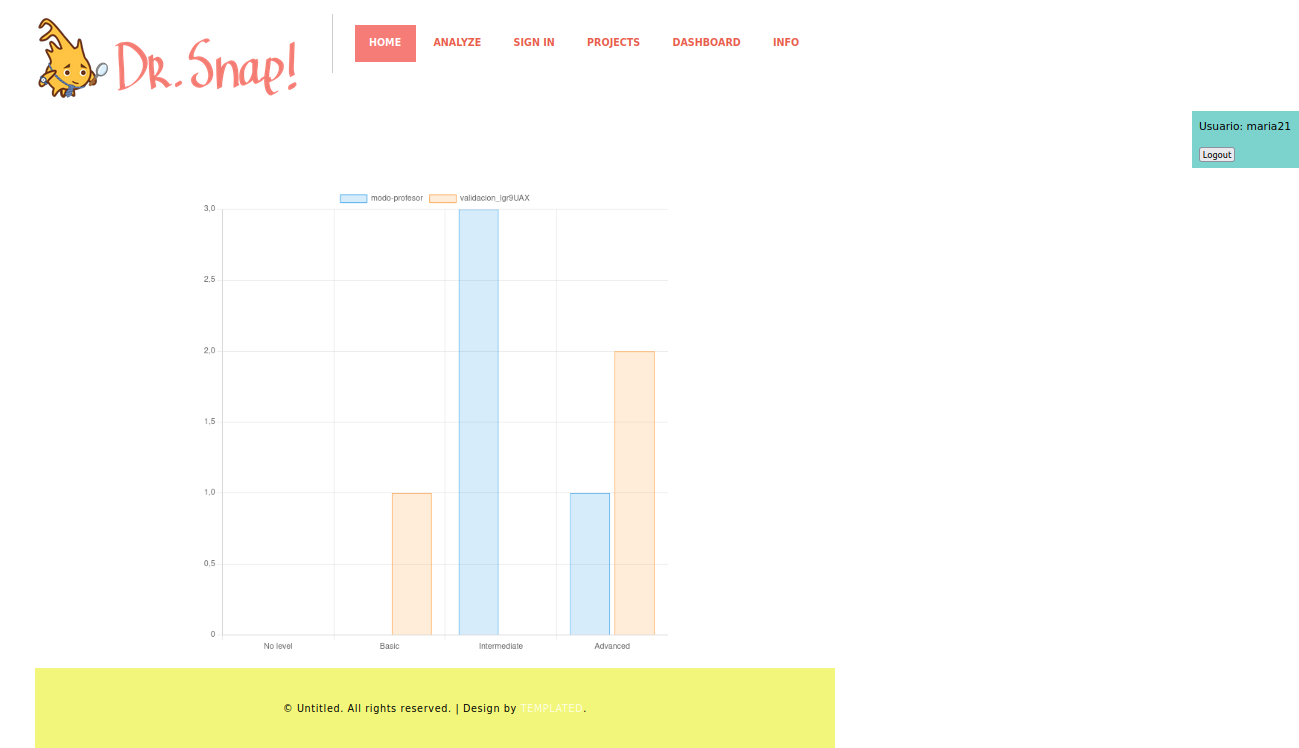 Dr. Snap!
HOME ANALYZE SIGN IN PROJECTS DASHBOARD INFO
Usuario: maria21
Logout
modo-profesor validacion_Igr9UAX
3,0
2,5
2,0
1,5
1,0
0,5
0
No level Basic Intermediate Advanced
© Untitled. All rights reserved. | Design by TEMPLATED.